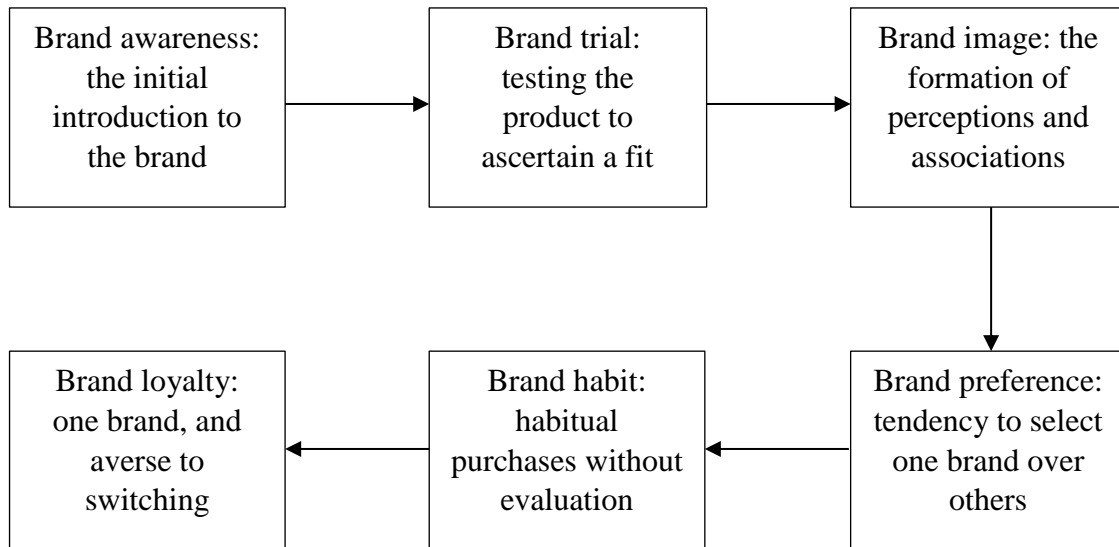 Brand awareness:
the initial
introduction to
the brand
Brand trial:
testing the
product to
ascertain a fit
Brand image: the
formation of
perceptions and
associations
Brand preference:
tendency to select
one brand over
others
Brand habit:
habitual
purchases without
evaluation
Brand loyalty:
one brand, and
averse to
switching